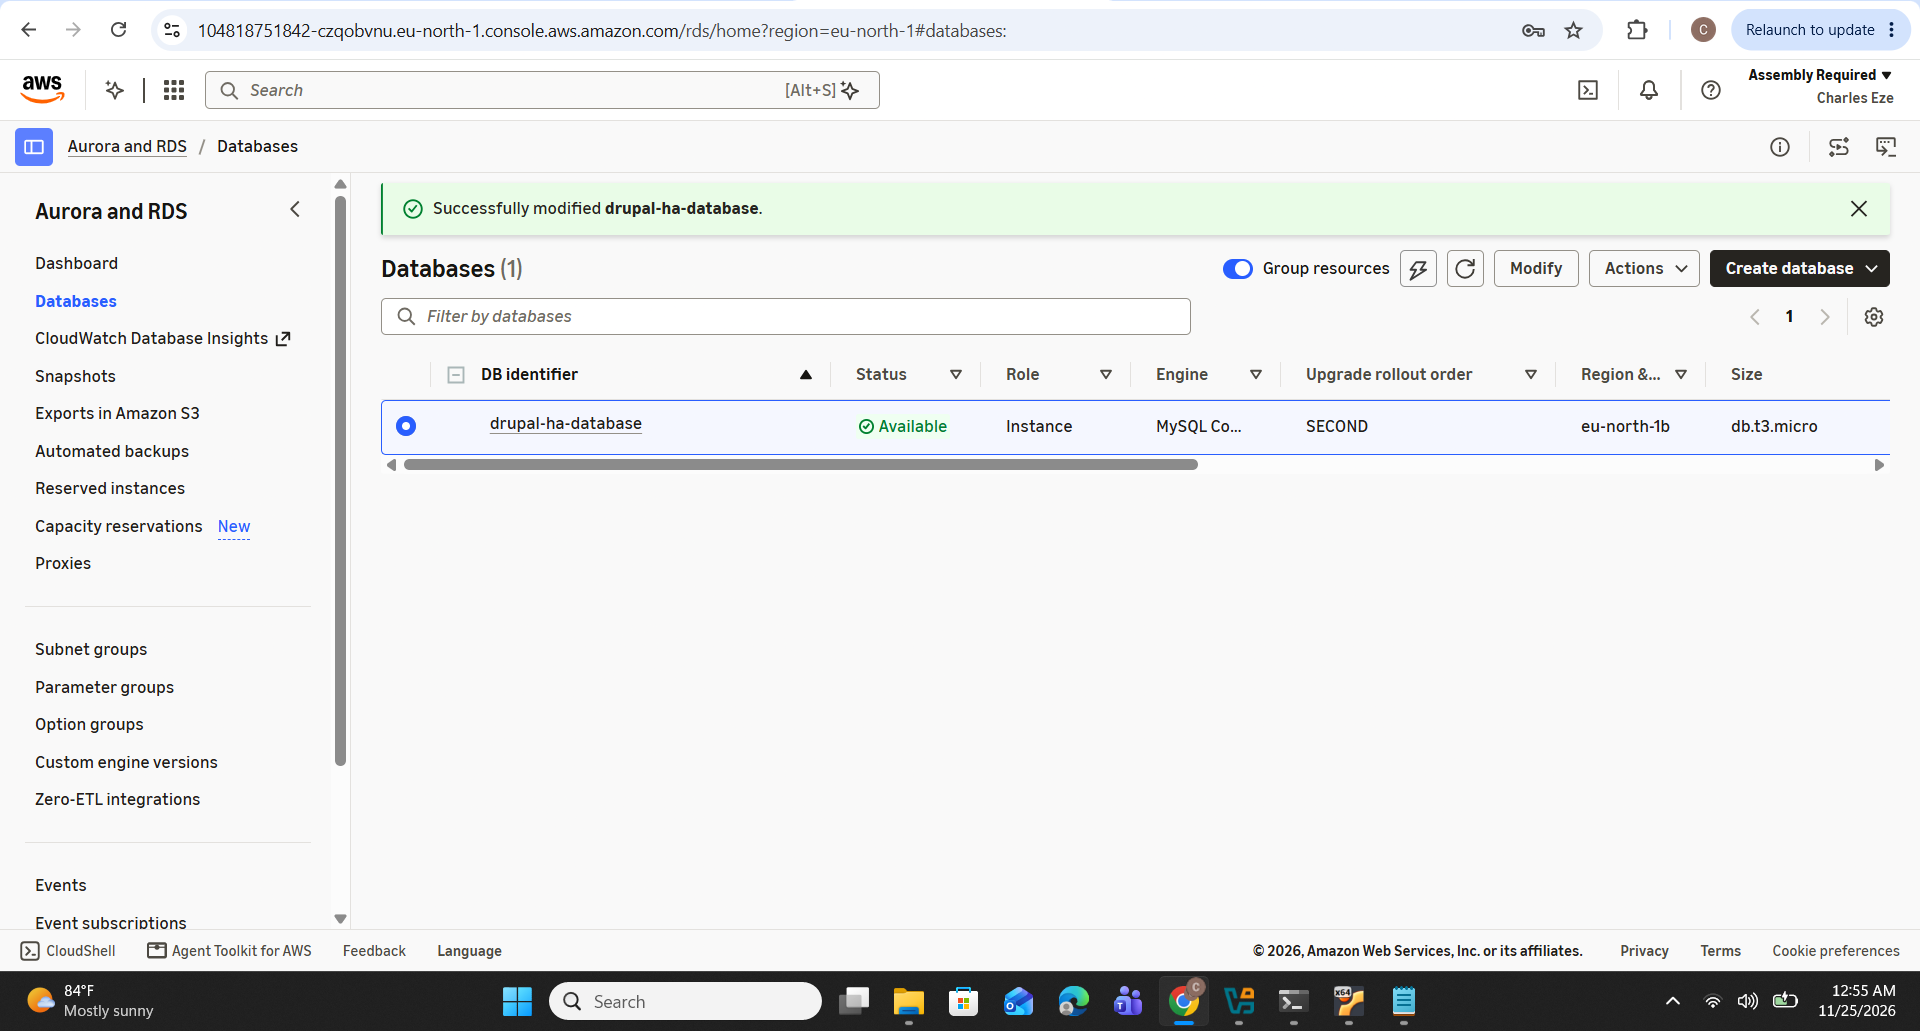 104818751842-czqobvnu.eu-north-1.console.aws.amazon.com/rds/home?region=eu-north-1#databases:
C
Relaunch to update
aws
Search
[Alt+S]
Assembly Required
Charles Eze
Aurora and RDS / Databases
Aurora and RDS
Dashboard
Databases
CloudWatch Database Insights
Snapshots
Exports in Amazon S3
Automated backups
Reserved instances
Capacity reservations New
Proxies
Subnet groups
Parameter groups
Option groups
Custom engine versions
Zero-ETL integrations
Events
Event subscriptions
Successfully modified drupal-ha-database.
Databases (1)
Group resources
Modify
Actions
Create database
Filter by databases
1
DB identifier Status Role Engine Upgrade rollout order Region &... Size
drupal-ha-database Available Instance MySQL Co... SECOND eu-north-1b db.t3.micro
CloudShell Agent Toolkit for AWS Feedback Language
© 2026, Amazon Web Services, Inc. or its affiliates. Privacy Terms Cookie preferences
84°F
Mostly sunny
Search
C
x64
12:55 AM
11/25/2026